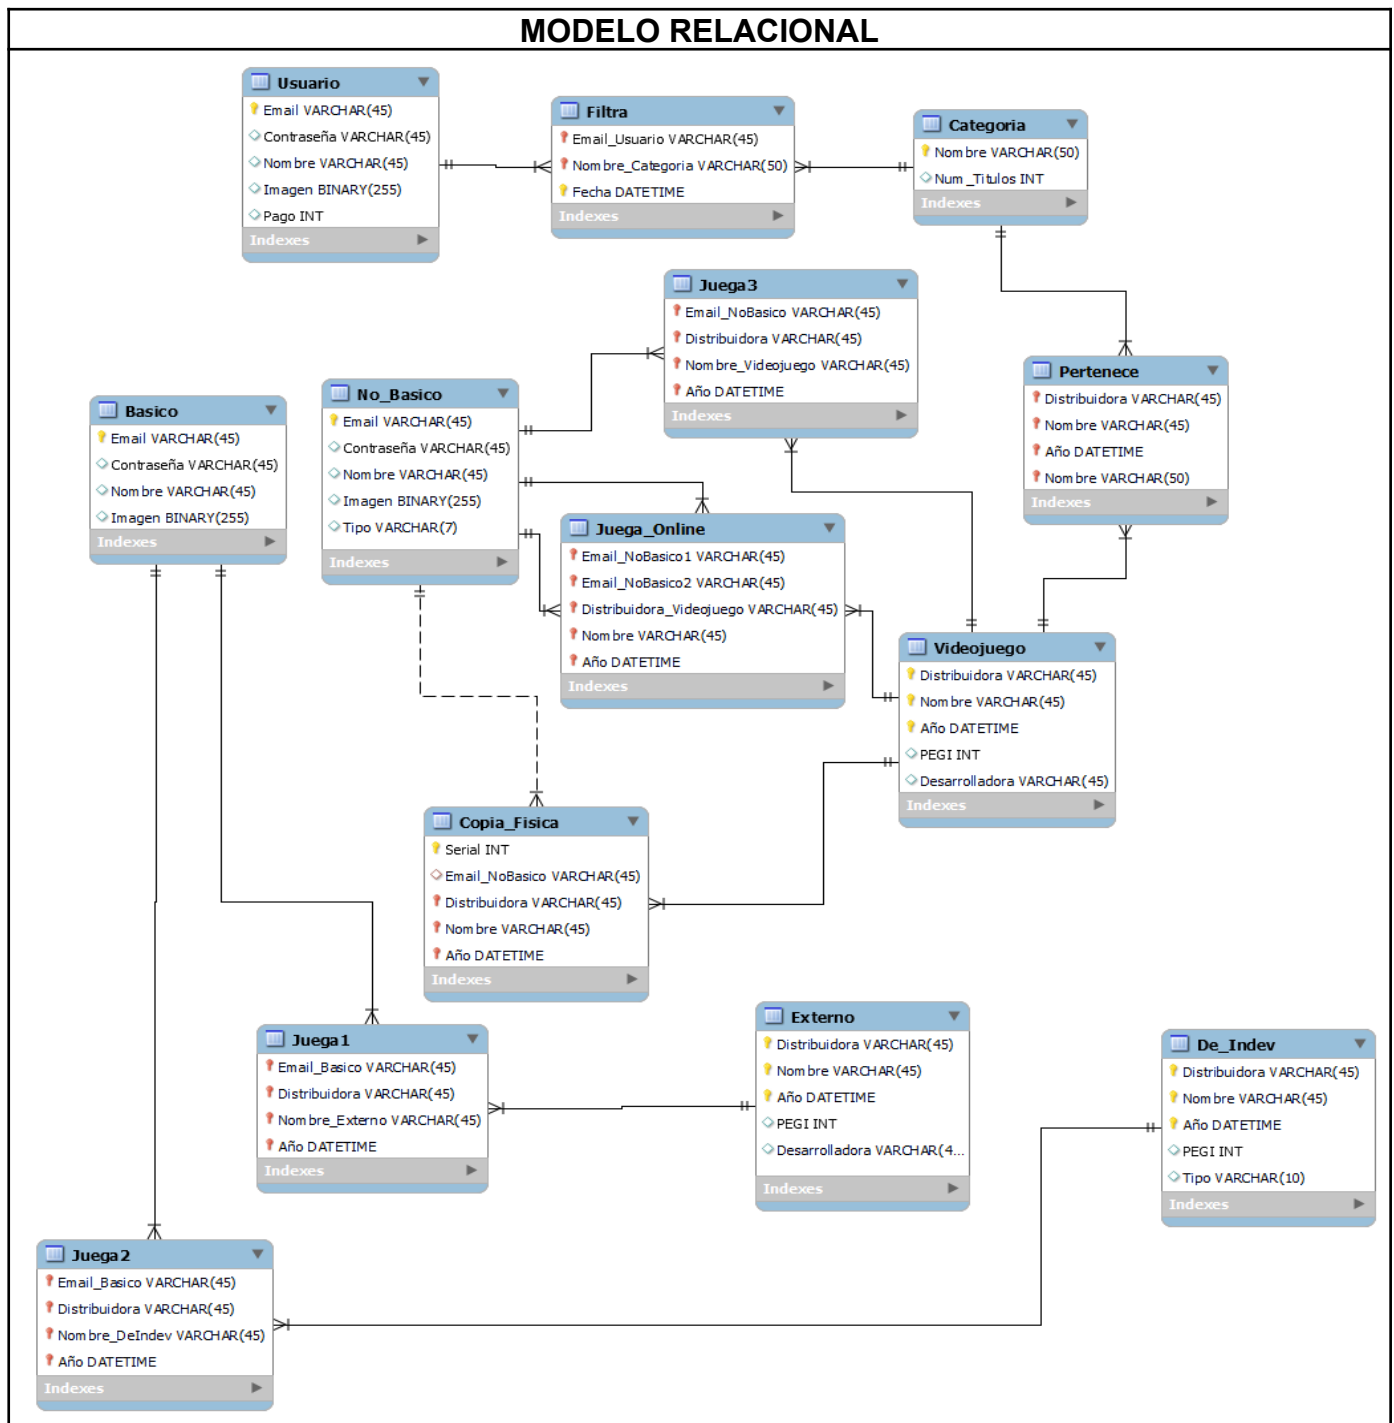 MODELO RELACIONAL
Usuario
Email VARCHAR(45)
Contraseña VARCHAR(45)
Nombre VARCHAR(45)
Imagen BINARY(255)
Pago INT
Indexes
Filtra
Email_Usuario VARCHAR(45)
Nombre_Categoria VARCHAR(50)
Fecha DATETIME
Indexes
Categoria
Nombre VARCHAR(50)
Num_Titulos INT
Indexes
Juega3
Email_NoBasico VARCHAR(45)
Distribuidora VARCHAR(45)
Nombre_Videojuego VARCHAR(45)
Año DATETIME
Indexes
Pertenece
Distribuidora VARCHAR(45)
Nombre VARCHAR(45)
Año DATETIME
Nombre VARCHAR(50)
Indexes
No_Basico
Email VARCHAR(45)
Contraseña VARCHAR(45)
Nombre VARCHAR(45)
Imagen BINARY(255)
Tipo VARCHAR(7)
Indexes
Basico
Email VARCHAR(45)
Contraseña VARCHAR(45)
Nombre VARCHAR(45)
Imagen BINARY(255)
Indexes
Juega_Online
Email_NoBasico1 VARCHAR(45)
Email_NoBasico2 VARCHAR(45)
Distribuidora_Videojuego VARCHAR(45)
Nombre VARCHAR(45)
Año DATETIME
Indexes
Videojuego
Distribuidora VARCHAR(45)
Nombre VARCHAR(45)
Año DATETIME
PEGI INT
Desarrolladora VARCHAR(45)
Indexes
Copia_Fisica
Serial INT
Email_NoBasico VARCHAR(45)
Distribuidora VARCHAR(45)
Nombre VARCHAR(45)
Año DATETIME
Indexes
Juega1
Email_Basico VARCHAR(45)
Distribuidora VARCHAR(45)
Nombre_Externo VARCHAR(45)
Año DATETIME
Indexes
Externo
Distribuidora VARCHAR(45)
Nombre VARCHAR(45)
Año DATETIME
PEGI INT
Desarrolladora VARCHAR(4...
Indexes
De_Indev
Distribuidora VARCHAR(45)
Nombre VARCHAR(45)
Año DATETIME
PEGI INT
Tipo VARCHAR(10)
Indexes
Juega2
Email_Basico VARCHAR(45)
Distribuidora VARCHAR(45)
Nombre_DeIndev VARCHAR(45)
Año DATETIME
Indexes